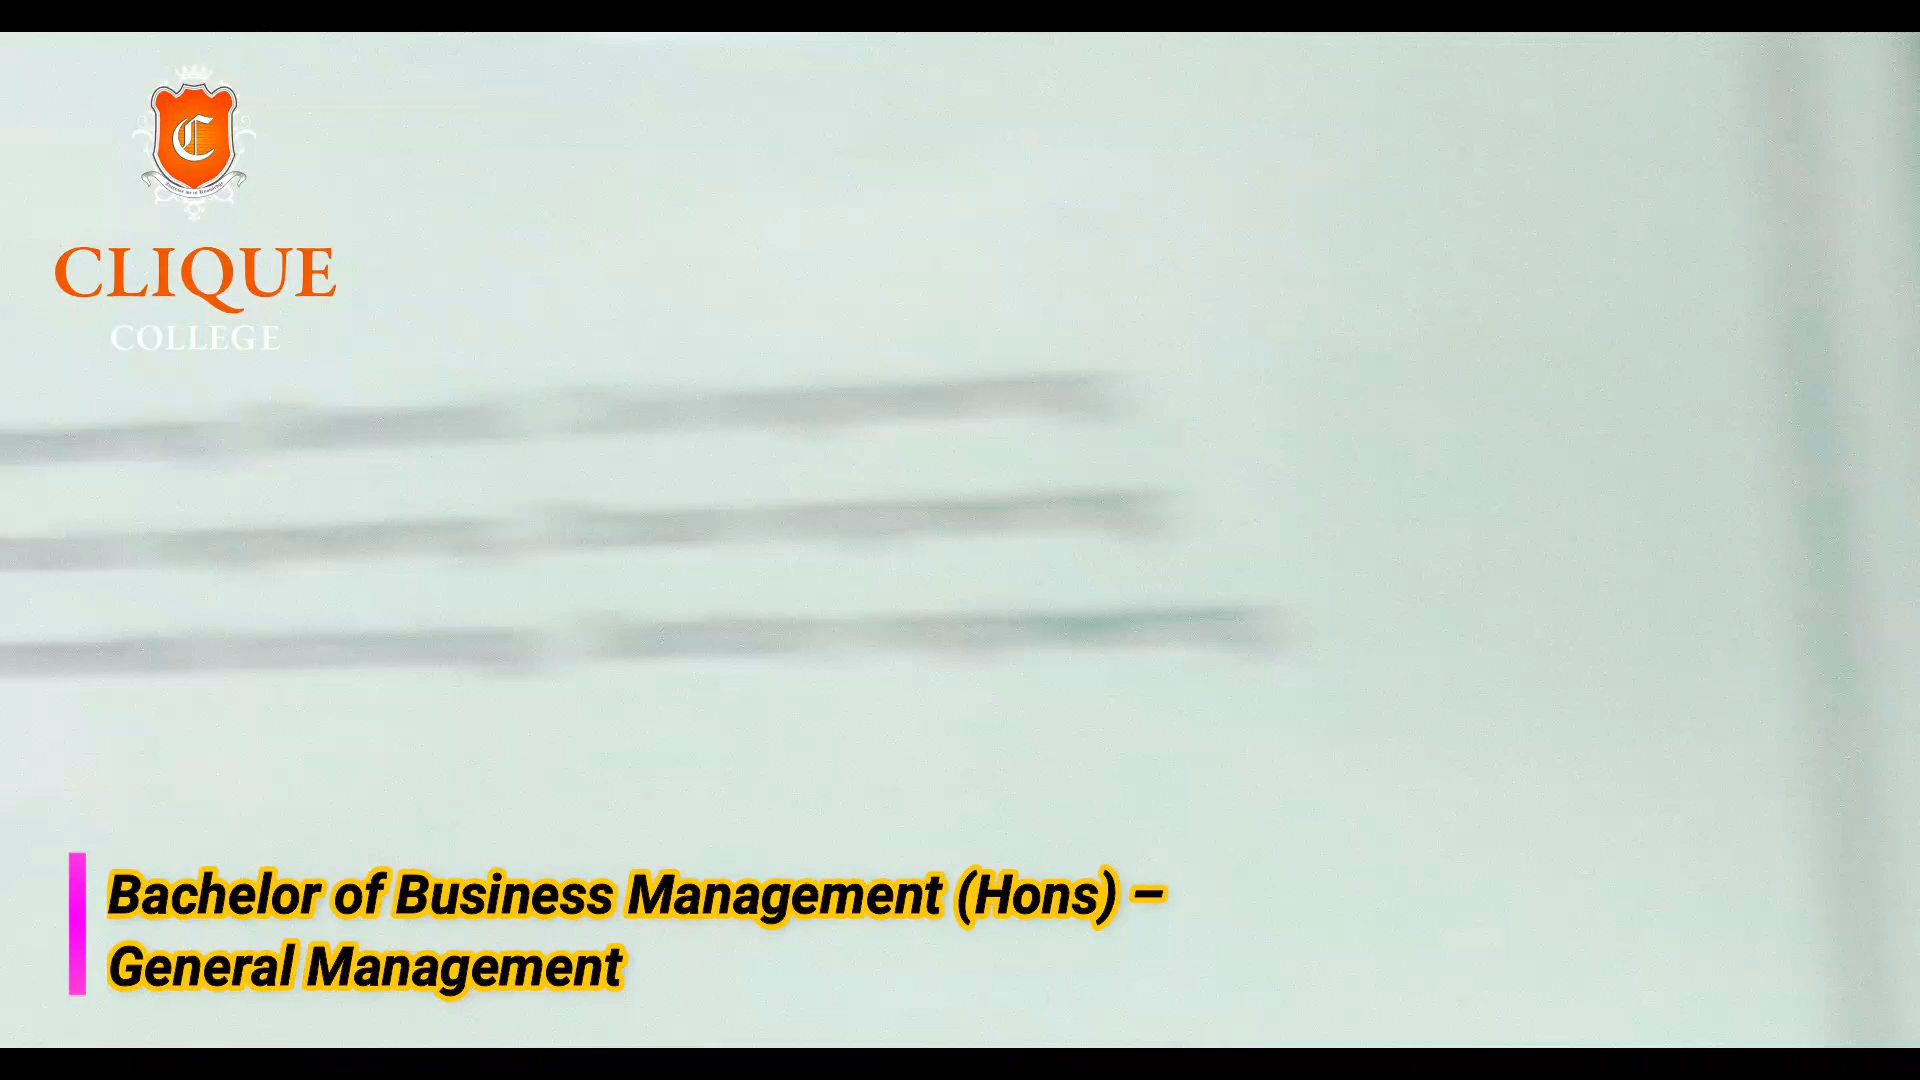 C
CLIQUE
COLLEGE
Bachelor of Business Management (Hons) –
General Management